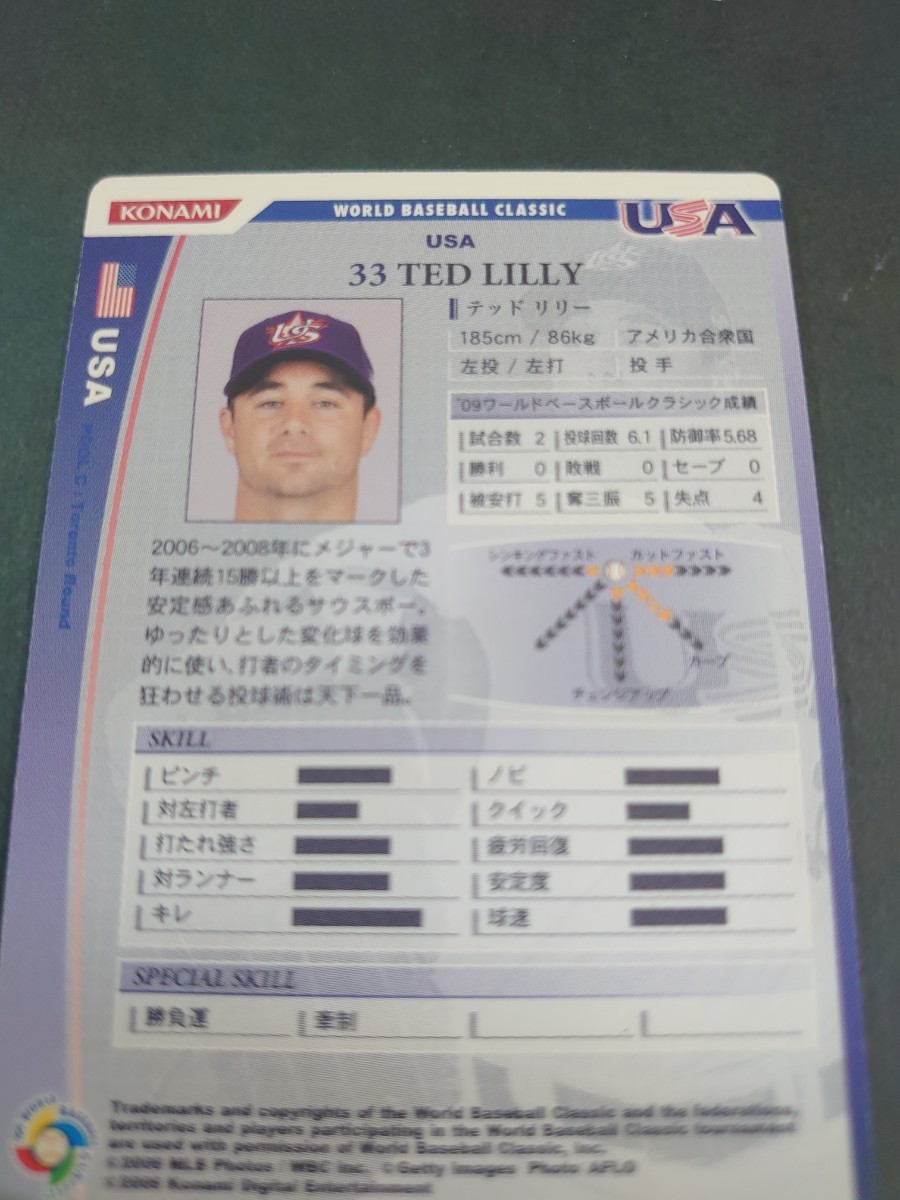 KONAMI
WORLD BASEBALL CLASSIC
USA
USA
33 TED LILLY
USA
POOL C : Toronto Round
US
テッド リリー
185cm / 86kg
アメリカ合衆国
左投 / 左打
投手
'09ワールドベースボールクラシック成績
試合数 2 投球回数 6.1 防御率 5.68
勝利 0 敗戦 0 セーブ 0
被安打 5 奪三振 5 失点 4
2006～2008年にメジャーで3
年連続15勝以上をマークした
安定感あふれるサウスポー。
ゆったりとした変化球を効果
的に使い、打者のタイミングを
狂わせる投球術は天下一品。
シンキングファスト
カットファスト
カーブ
チェンジアップ
SKILL
ピンチ
ノビ
対左打者
クイック
打たれ強さ
疲労回復
対ランナー
安定度
キレ
球速
SPECIAL SKILL
勝負運
牽制
Trademarks and copyrights of the World Baseball Classic and the federations,
territories and players participating in the World Baseball Classic tournament
are used with permission of World Baseball Classic, Inc.
©2009 MLB Photos / WBC Inc. ©Getty Images Photo AFLO
©2009 Konami Digital Entertainment